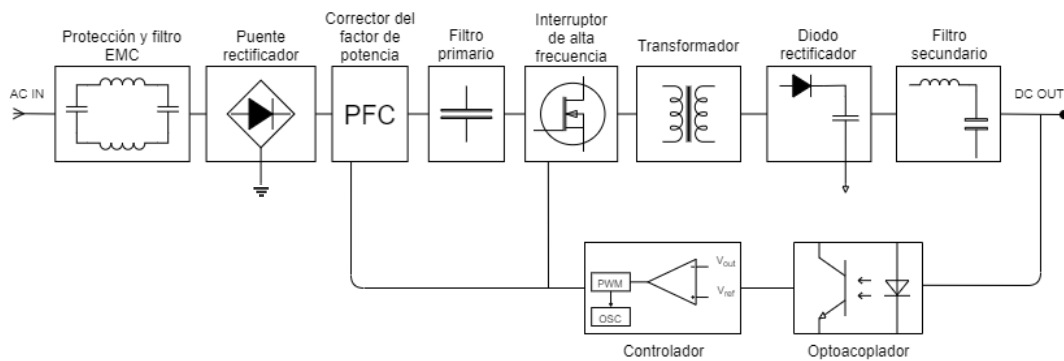 Protección y filtro
EMC
Puente
rectificador
Corrector del
factor de
potencia
Filtro
primario
Interruptor
de alta
frecuencia
Transformador
Diodo
rectificador
Filtro
secundario
AC IN
PFC
DC OUT
Vout
Vref
PWM
OSC
Controlador
Optoacoplador